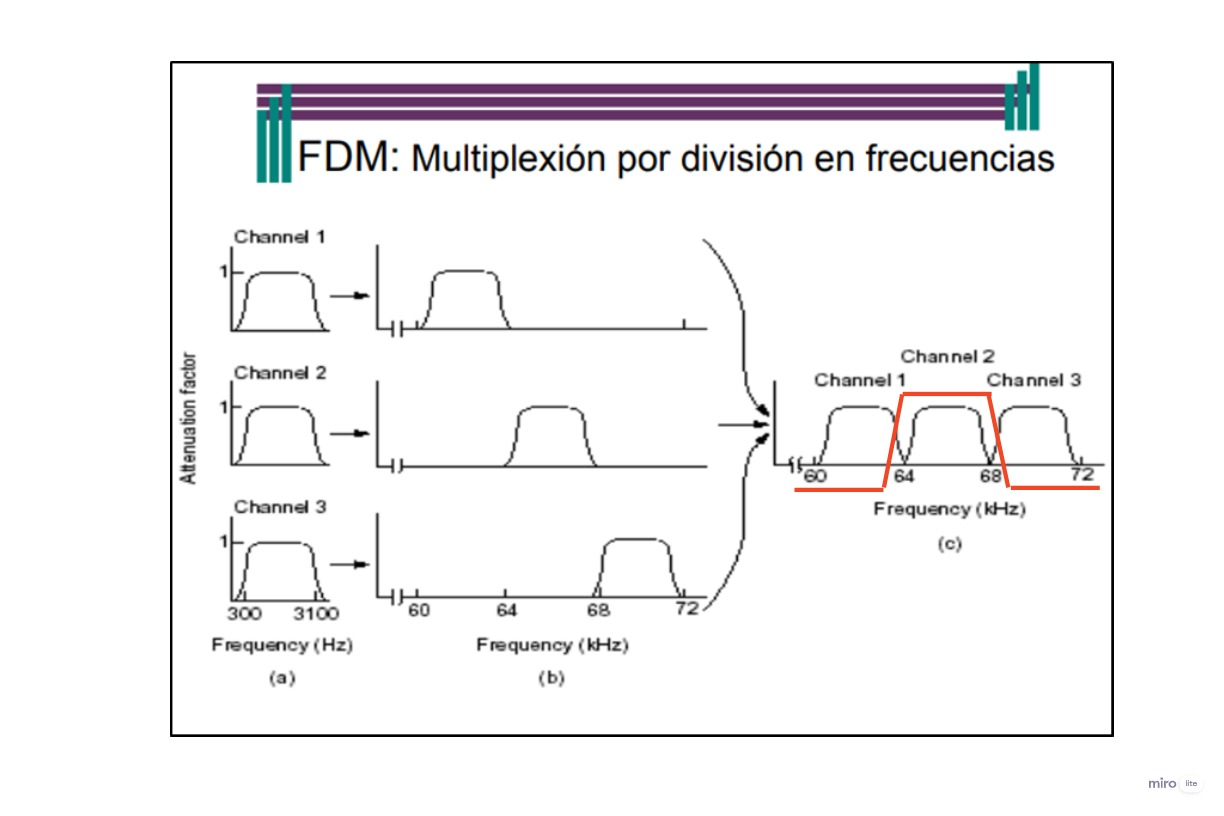 FDM: Multiplexión por división en frecuencias
Channel 1
1
Attenuation factor
Channel 2
1
Channel 3
1
300 3100
Frequency (Hz)
(a)
60 64 68 72
Frequency (kHz)
(b)
Channel 2
Channel 1 Channel 3
60 64 68 72
Frequency (kHz)
(c)
miro lite